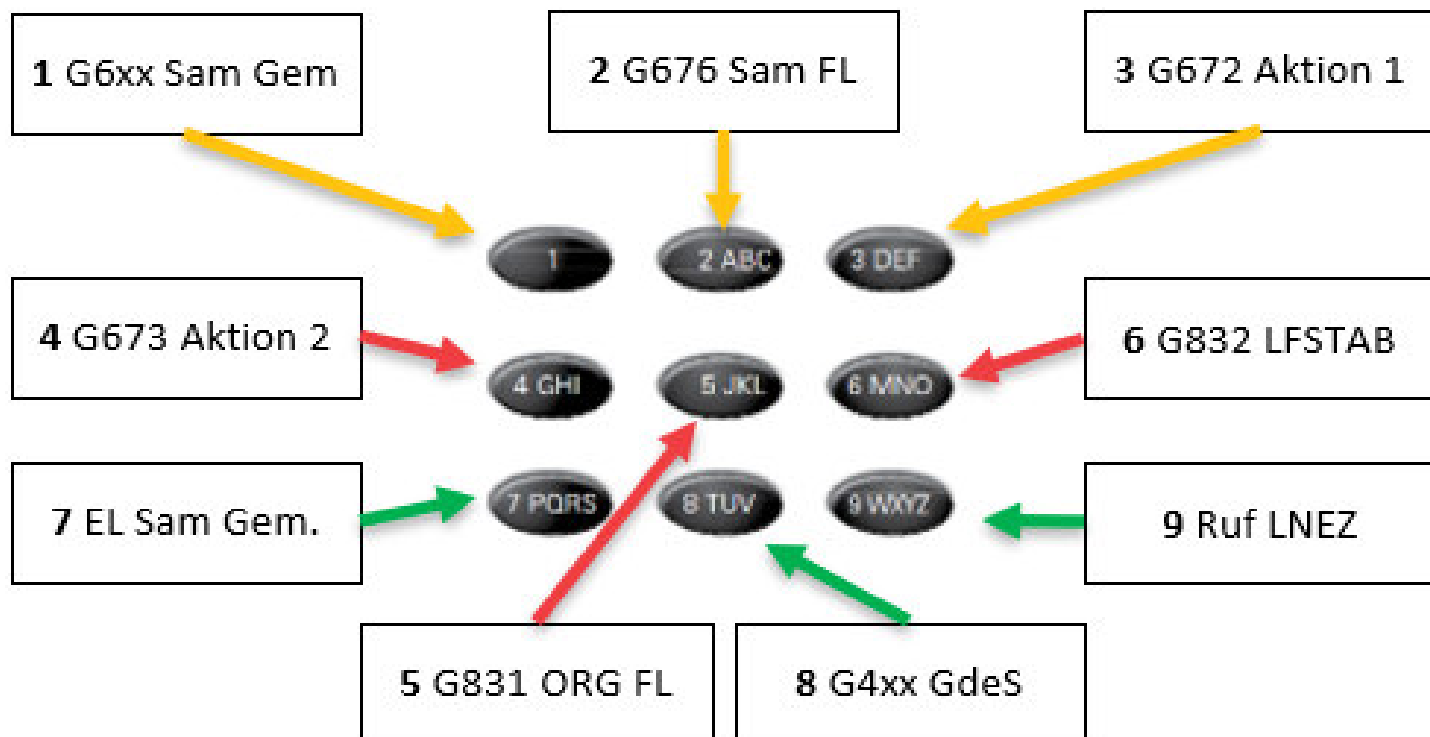 1 G6xx Sam Gem
2 G676 Sam FL
3 G672 Aktion 1
1
2 ABC
3 DEF
4 G673 Aktion 2
6 G832 LFSTAB
4 GHI
5 JKL
6 MNO
7 EL Sam Gem.
7 PQRS
8 TUV
9 WXYZ
9 Ruf LNEZ
5 G831 ORG FL
8 G4xx GdeS